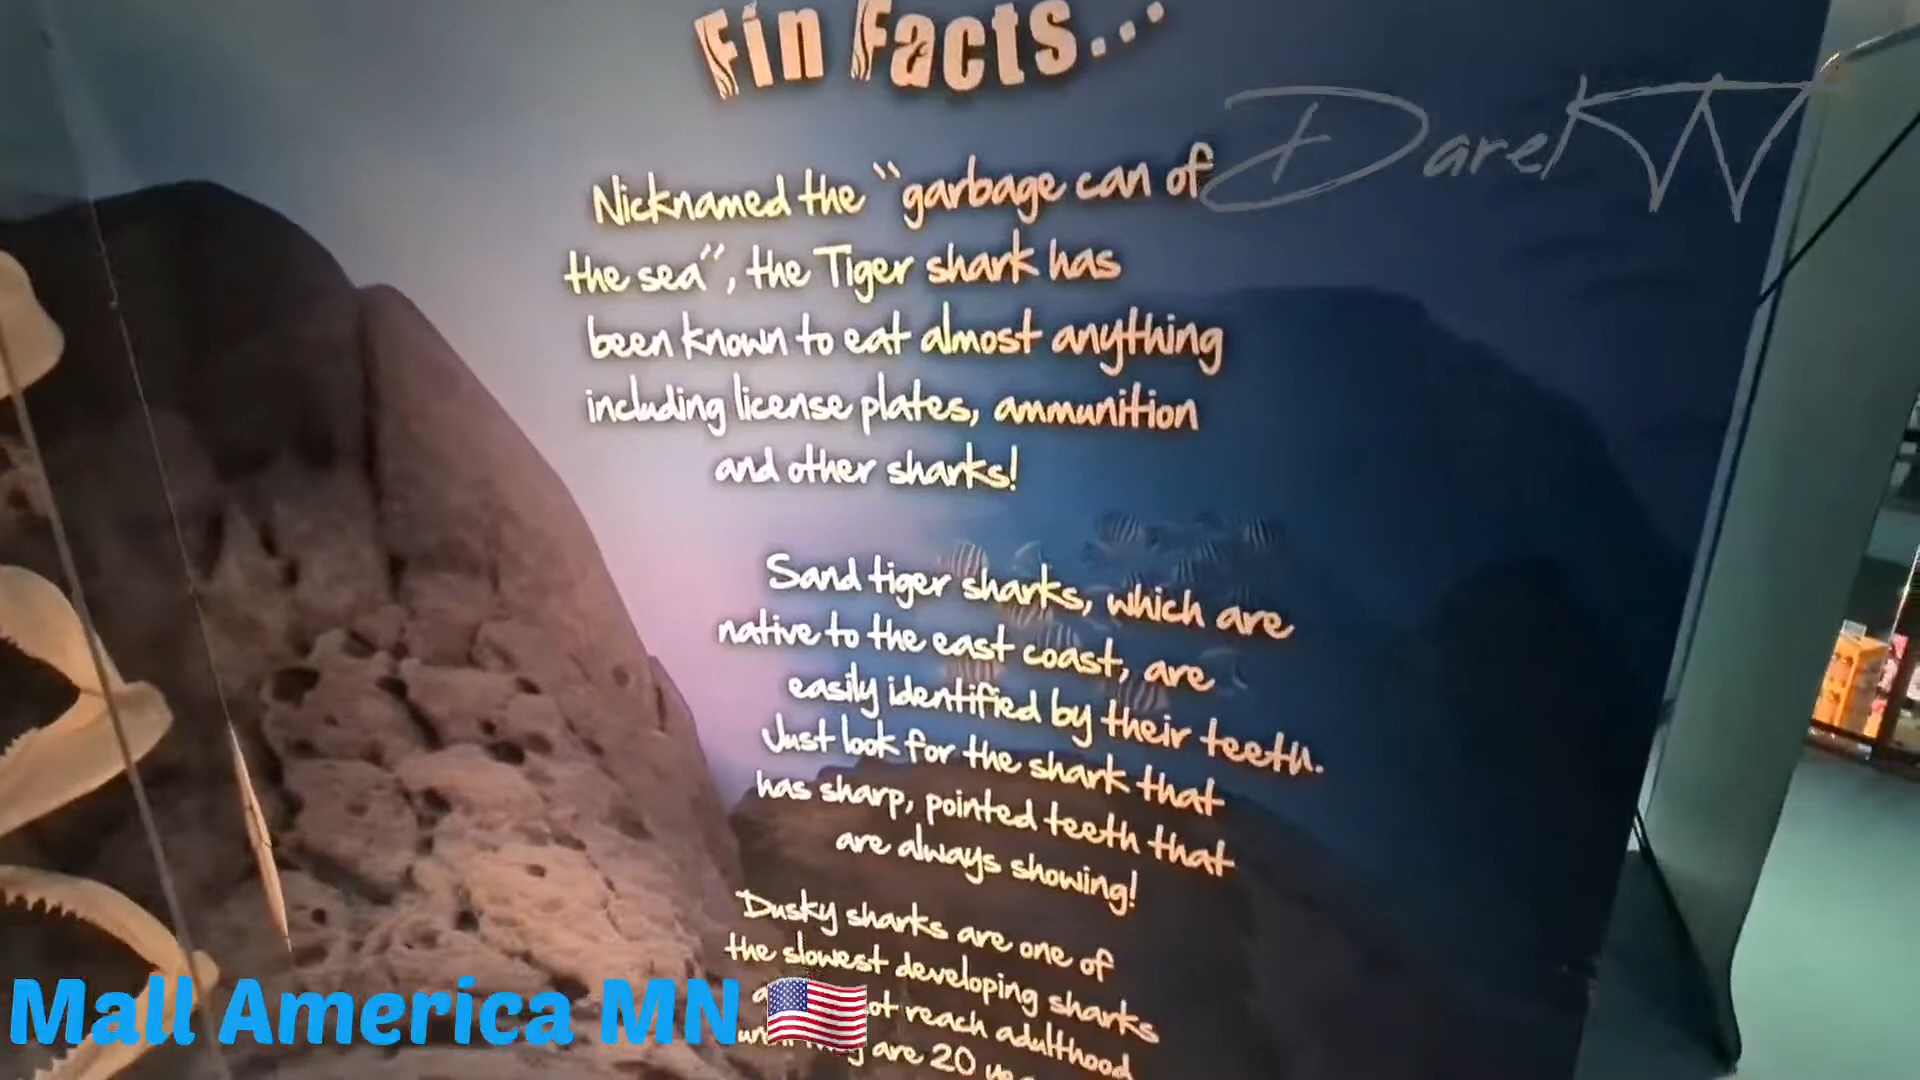 Fin Facts...
DarekTV
Nicknamed the "garbage can of
the sea", the Tiger shark has
been known to eat almost anything
including license plates, ammunition
and other sharks!
Sand tiger sharks, which are
native to the east coast, are
easily identified by their teeth.
Just look for the shark that
has sharp, pointed teeth that
are always showing!
Dusky sharks are one of
the slowest developing sharks
reach adulthood
are 20
Mall America MN 🇺🇸